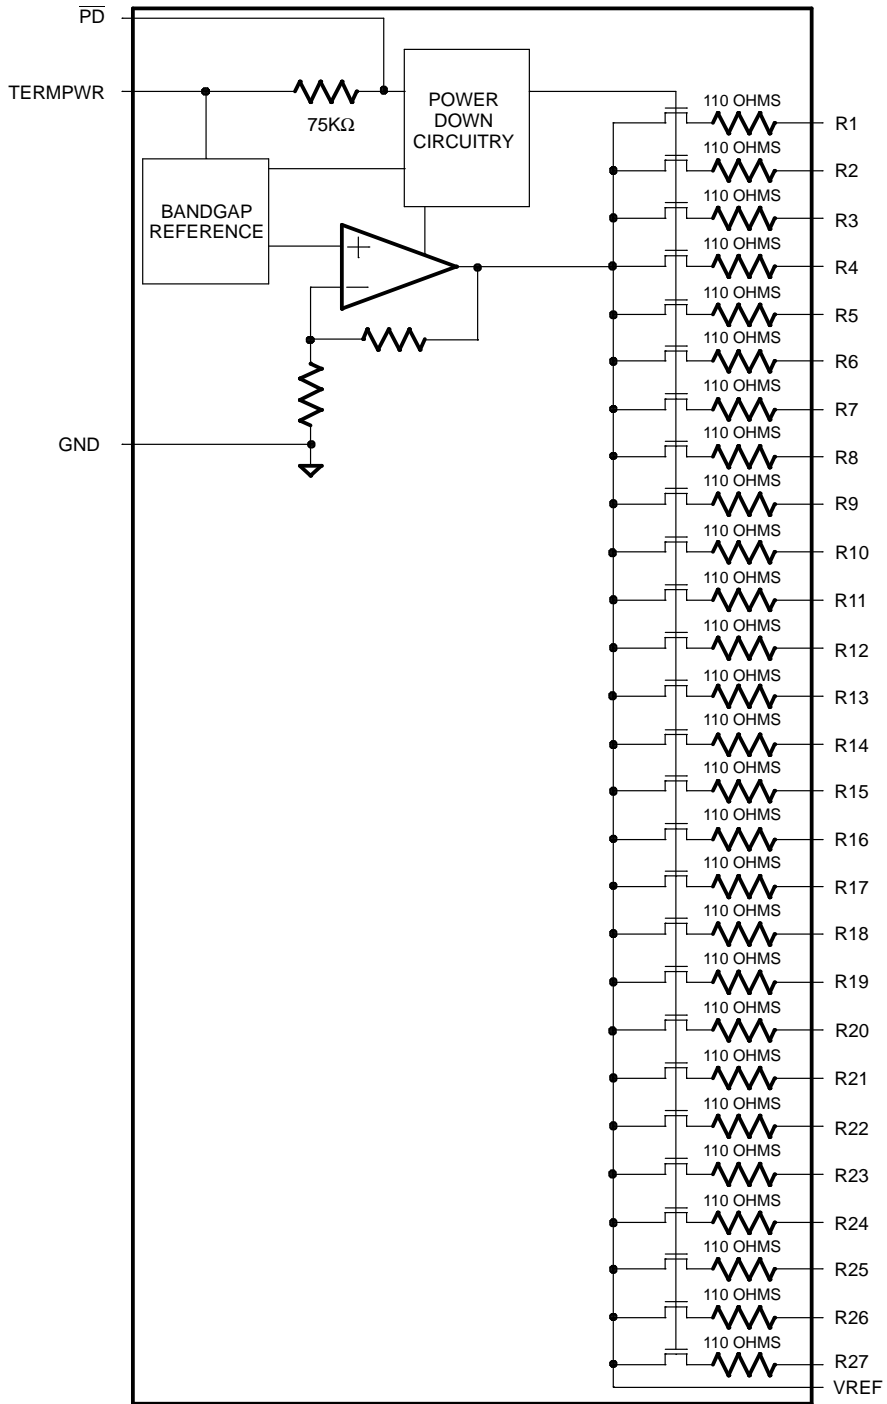 PD
TERMPWR
75KΩ
POWER
DOWN
CIRCUITRY
BANDGAP
REFERENCE
+
−
GND
110 OHMS
R1
110 OHMS
R2
110 OHMS
R3
110 OHMS
R4
110 OHMS
R5
110 OHMS
R6
110 OHMS
R7
110 OHMS
R8
110 OHMS
R9
110 OHMS
R10
110 OHMS
R11
110 OHMS
R12
110 OHMS
R13
110 OHMS
R14
110 OHMS
R15
110 OHMS
R16
110 OHMS
R17
110 OHMS
R18
110 OHMS
R19
110 OHMS
R20
110 OHMS
R21
110 OHMS
R22
110 OHMS
R23
110 OHMS
R24
110 OHMS
R25
110 OHMS
R26
110 OHMS
R27
VREF